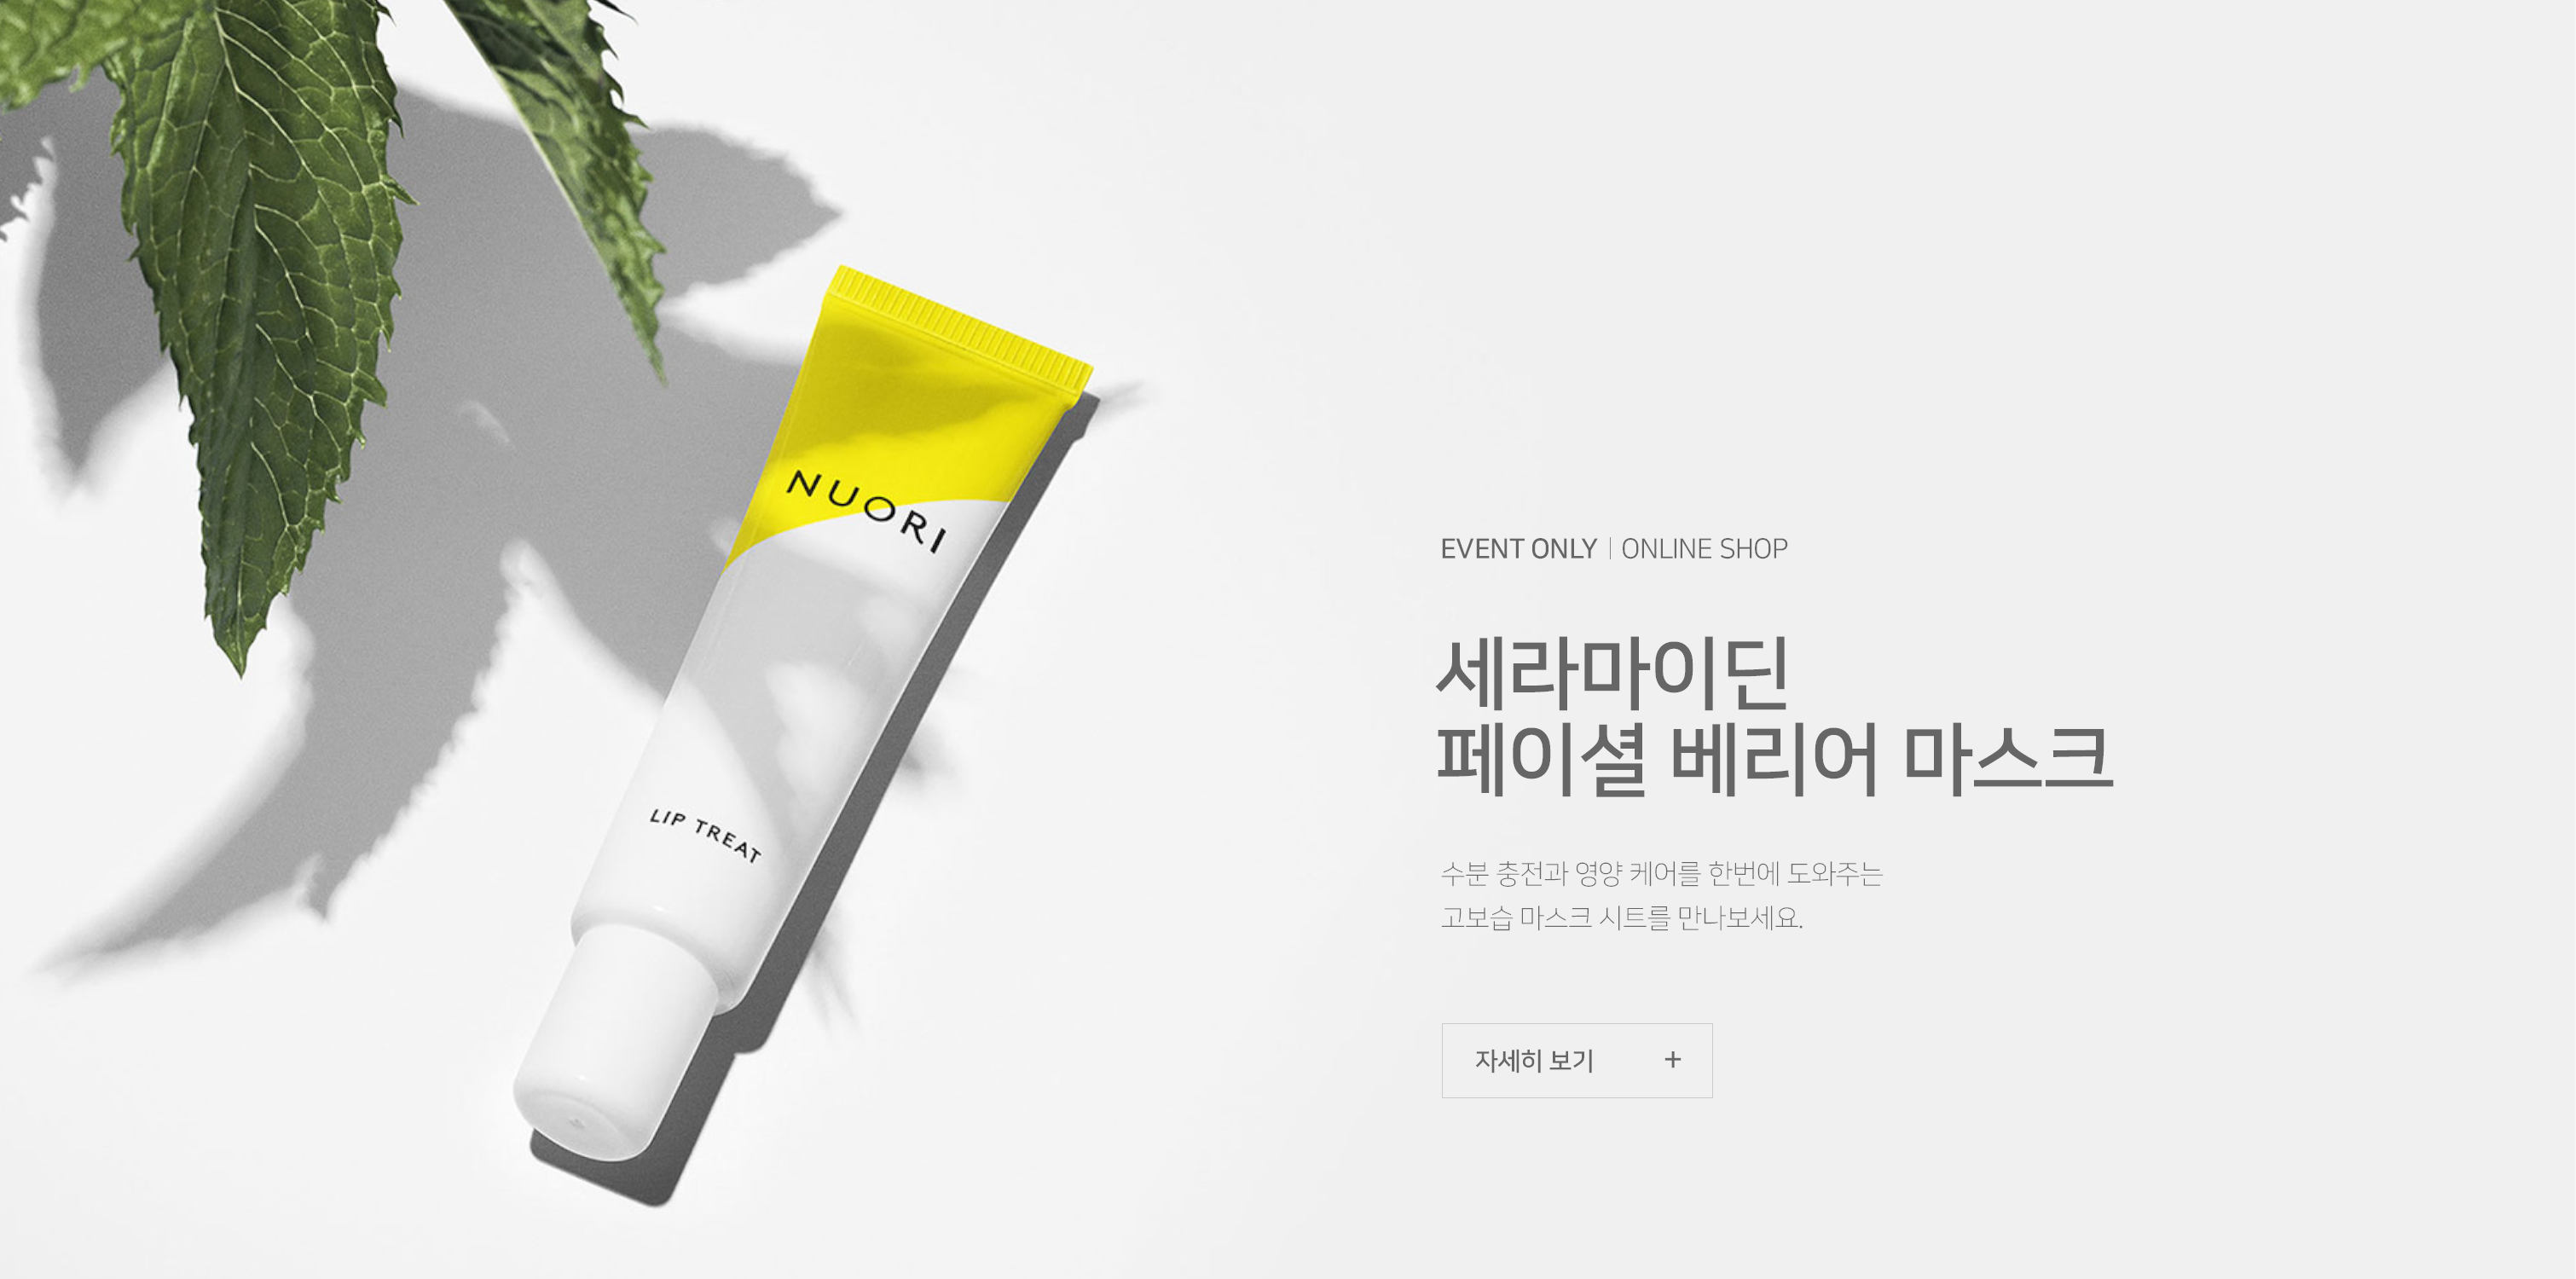 NUORI
LIP TREAT
EVENT ONLY | ONLINE SHOP
세라마이딘
페이셜 베리어 마스크
수분 충전과 영양 케어를 한번에 도와주는
고보습 마스크 시트를 만나보세요.
자세히 보기 +